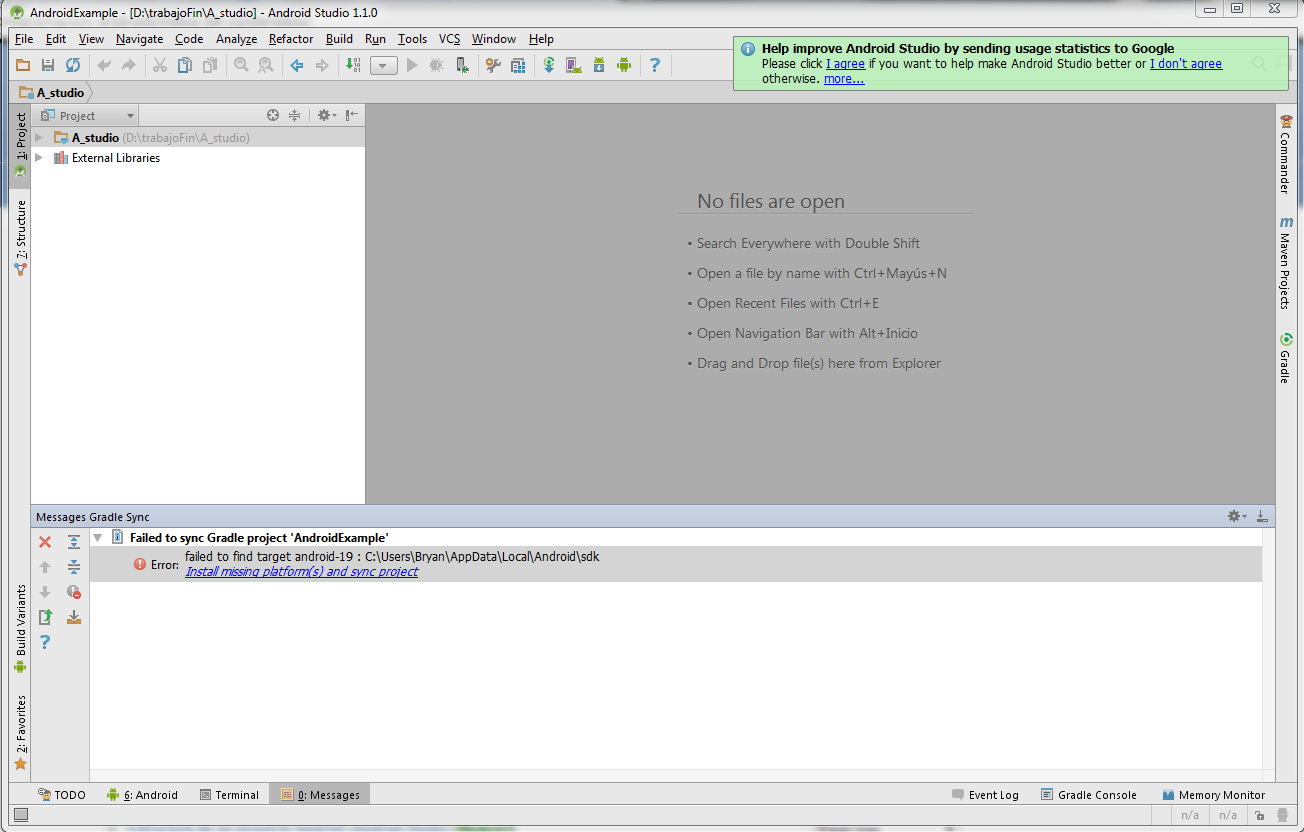 AndroidExample - [D:\trabajoFin\A_studio] - Android Studio 1.1.0
File Edit View Navigate Code Analyze Refactor Build Run Tools VCS Window Help
Help improve Android Studio by sending usage statistics to Google
Please click I agree if you want to help make Android Studio better or I don't agree
otherwise. more...
A_studio
Project
A_studio (D:\trabajoFin\A_studio)
External Libraries
1: Project
7: Structure
Build Variants
2: Favorites
No files are open
• Search Everywhere with Double Shift
• Open a file by name with Ctrl+Mayús+N
• Open Recent Files with Ctrl+E
• Open Navigation Bar with Alt+Inicio
• Drag and Drop file(s) here from Explorer
Commander
m Maven Projects
Gradle
Messages Gradle Sync
Failed to sync Gradle project 'AndroidExample'
Error: failed to find target android-19 : C:\Users\Bryan\AppData\Local\Android\sdk
Install missing platform(s) and sync project
TODO 6: Android Terminal 0: Messages Event Log Gradle Console Memory Monitor
n/a n/a